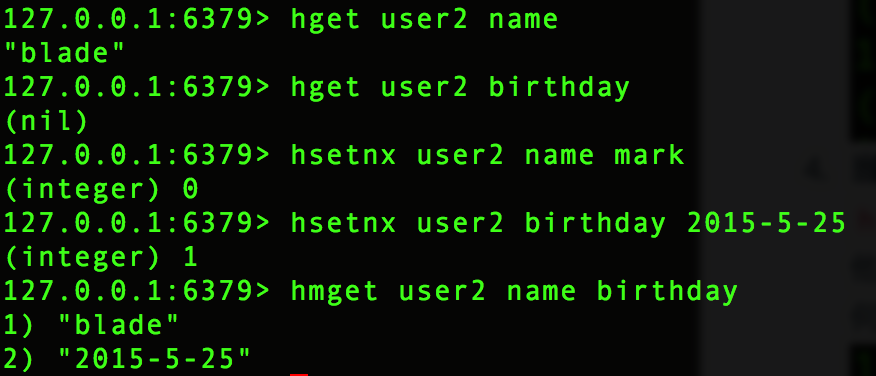 127.0.0.1:6379> hget user2 name
"blade"
127.0.0.1:6379> hget user2 birthday
(nil)
127.0.0.1:6379> hsetnx user2 name mark
(integer) 0
127.0.0.1:6379> hsetnx user2 birthday 2015-5-25
(integer) 1
127.0.0.1:6379> hmget user2 name birthday
1) "blade"
2) "2015-5-25"